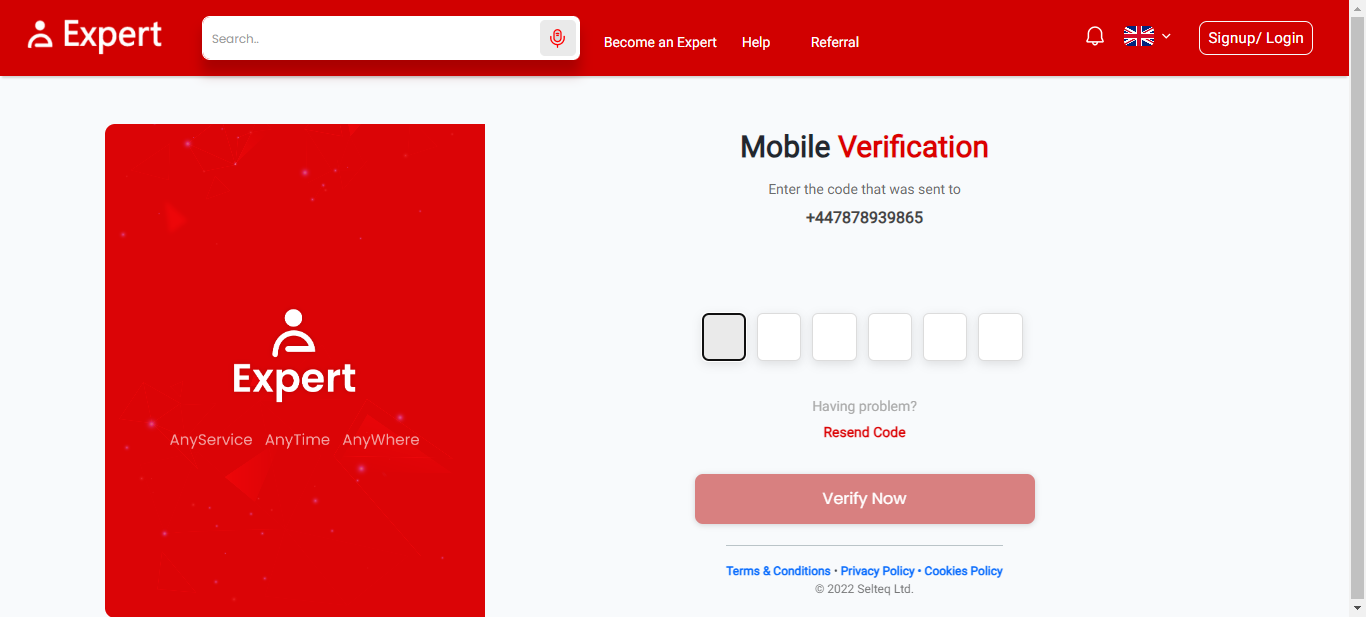 Expert
Search..
Become an Expert
Help
Referral
Signup/ Login
Expert
AnyService AnyTime AnyWhere
Mobile Verification
Enter the code that was sent to
+447878939865
Having problem?
Resend Code
Verify Now
Terms & Conditions • Privacy Policy • Cookies Policy
© 2022 Selteq Ltd.